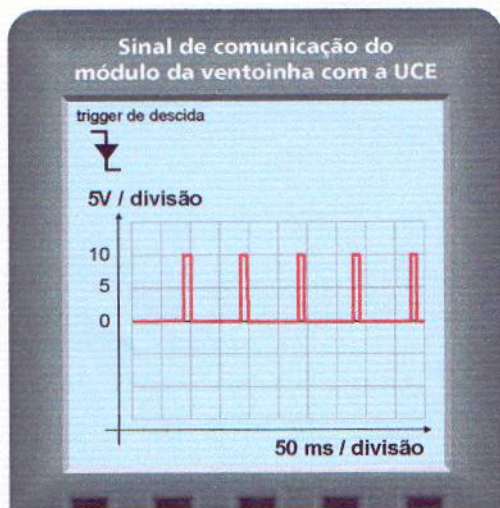 Sinal de comunicação do
módulo da ventoinha com a UCE
trigger de descida
5V / divisão
10
5
0
50 ms / divisão